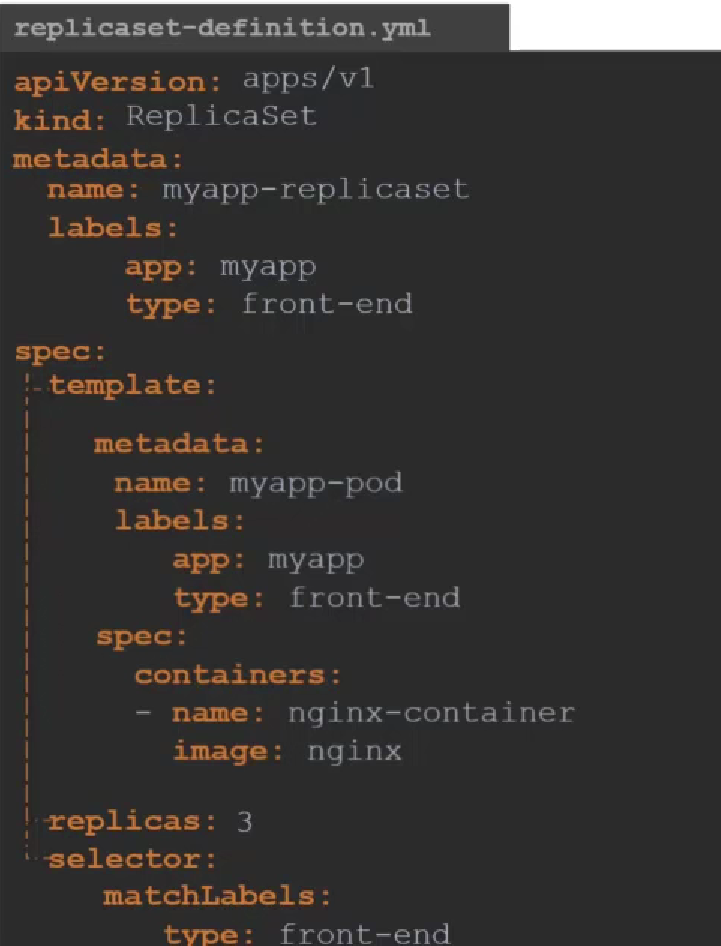 replicaset-definition.yml
apiVersion: apps/v1
kind: ReplicaSet
metadata:
name: myapp-replicaset
labels:
app: myapp
type: front-end
spec:
template:
metadata:
name: myapp-pod
labels:
app: myapp
type: front-end
spec:
containers:
- name: nginx-container
image: nginx
replicas: 3
selector:
matchLabels:
type: front-end